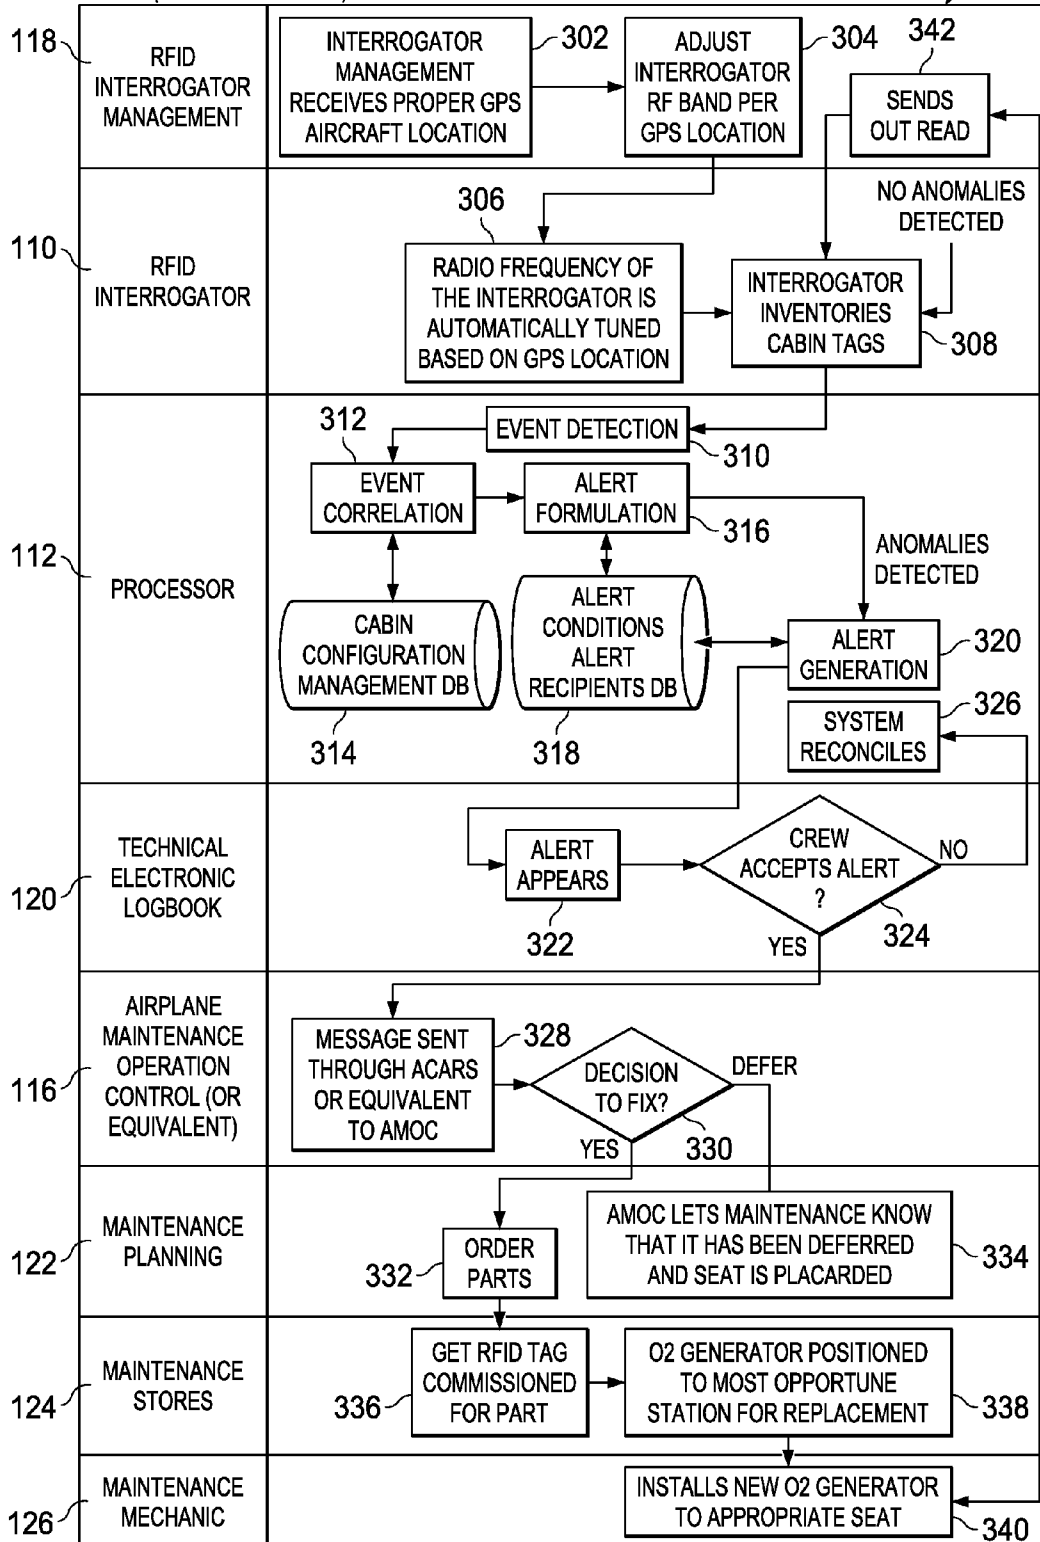 118
RFID
INTERROGATOR
MANAGEMENT
INTERROGATOR
MANAGEMENT
RECEIVES PROPER GPS
AIRCRAFT LOCATION
302
ADJUST
INTERROGATOR
RF BAND PER
GPS LOCATION
304
342
SENDS
OUT READ
110
RFID
INTERROGATOR
306
RADIO FREQUENCY OF
THE INTERROGATOR IS
AUTOMATICALLY TUNED
BASED ON GPS LOCATION
NO ANOMALIES
DETECTED
INTERROGATOR
INVENTORIES
CABIN TAGS
308
112
PROCESSOR
EVENT DETECTION
310
312
EVENT
CORRELATION
ALERT
FORMULATION
316
ANOMALIES
DETECTED
CABIN
CONFIGURATION
MANAGEMENT DB
314
ALERT
CONDITIONS
ALERT
RECIPIENTS DB
318
ALERT
GENERATION
320
SYSTEM
RECONCILES
326
120
TECHNICAL
ELECTRONIC
LOGBOOK
ALERT
APPEARS
322
CREW
ACCEPTS ALERT
?
324
NO
YES
116
AIRPLANE
MAINTENANCE
OPERATION
CONTROL (OR
EQUIVALENT)
MESSAGE SENT
THROUGH ACARS
OR EQUIVALENT
TO AMOC
328
DECISION
TO FIX?
330
DEFER
YES
122
MAINTENANCE
PLANNING
332
ORDER
PARTS
AMOC LETS MAINTENANCE KNOW
THAT IT HAS BEEN DEFERRED
AND SEAT IS PLACARDED
334
124
MAINTENANCE
STORES
336
GET RFID TAG
COMMISSIONED
FOR PART
O2 GENERATOR POSITIONED
TO MOST OPPORTUNE
STATION FOR REPLACEMENT
338
126
MAINTENANCE
MECHANIC
INSTALLS NEW O2 GENERATOR
TO APPROPRIATE SEAT
340